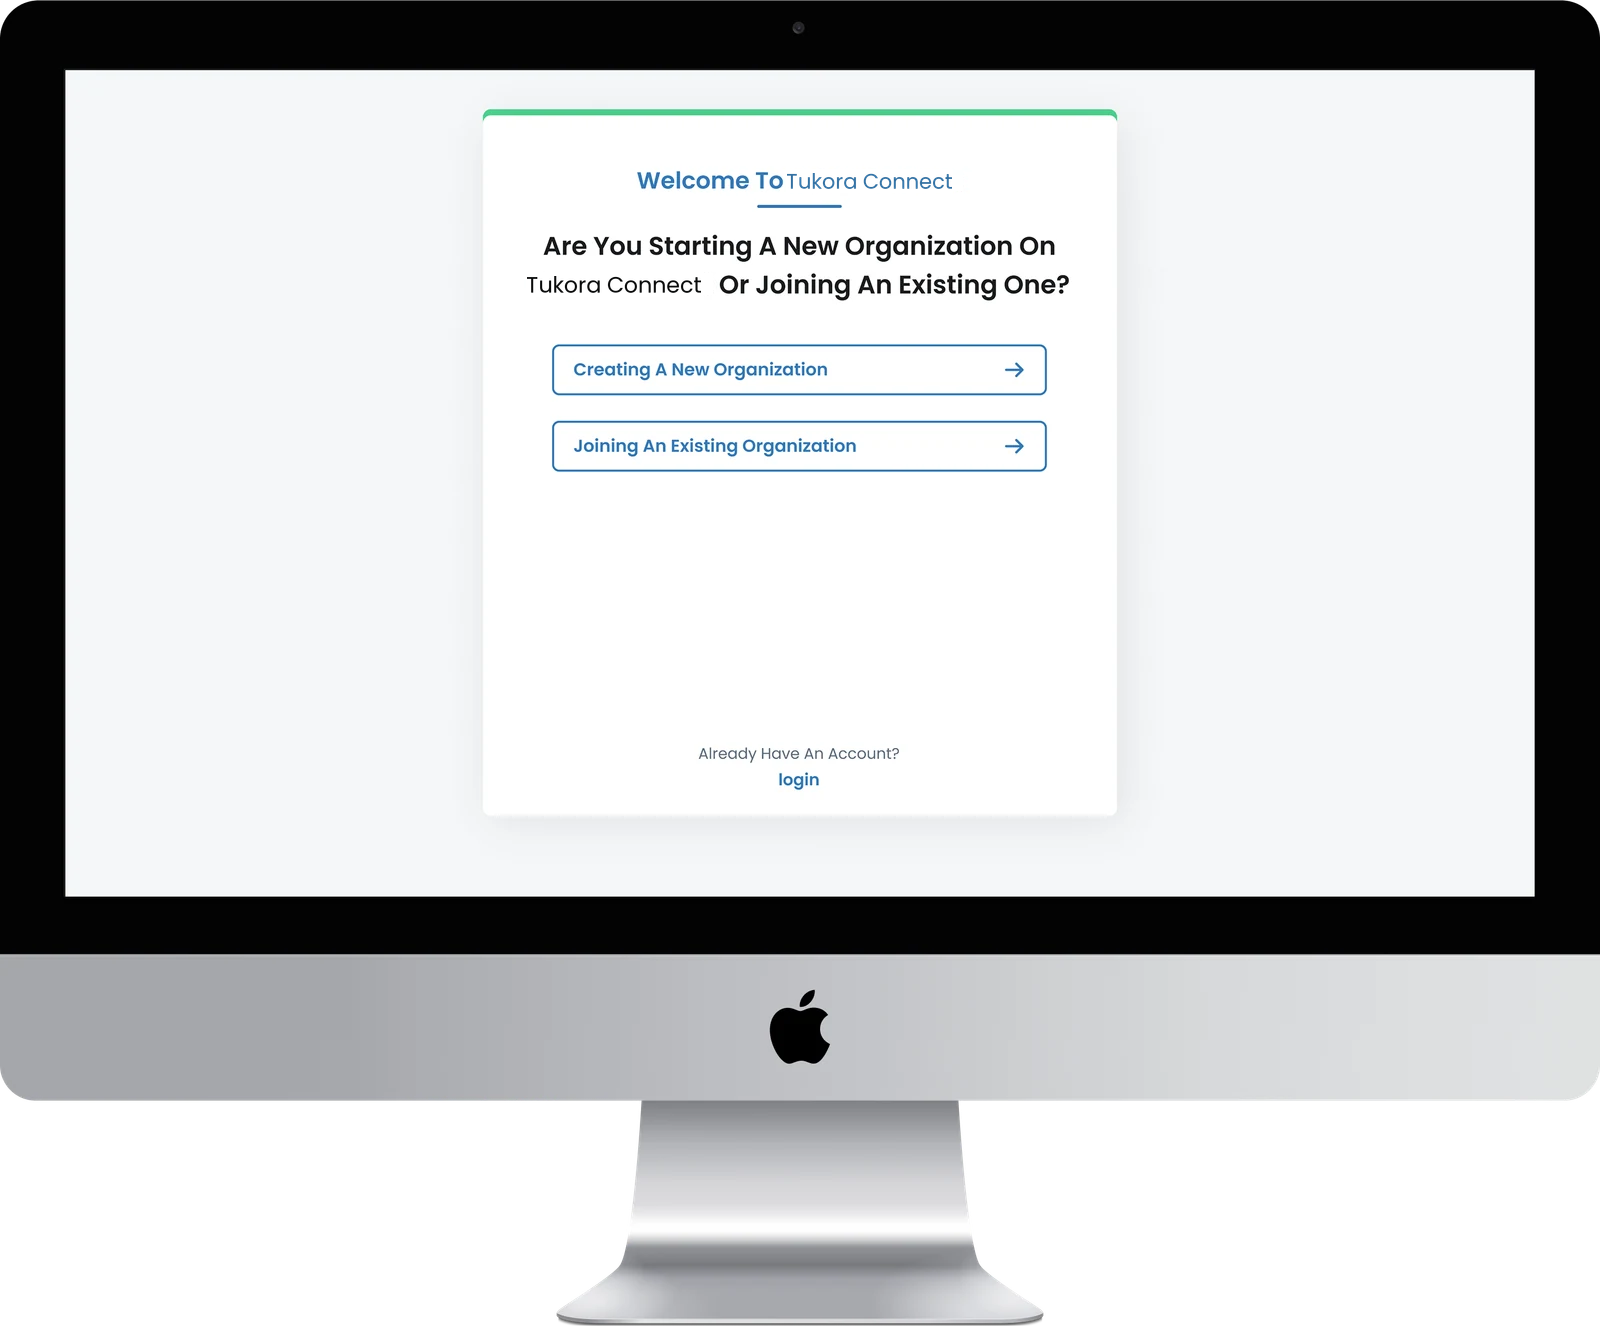 Welcome To Tukora Connect
Are You Starting A New Organization On
Tukora Connect Or Joining An Existing One?
Creating A New Organization
Joining An Existing Organization
Already Have An Account?
login